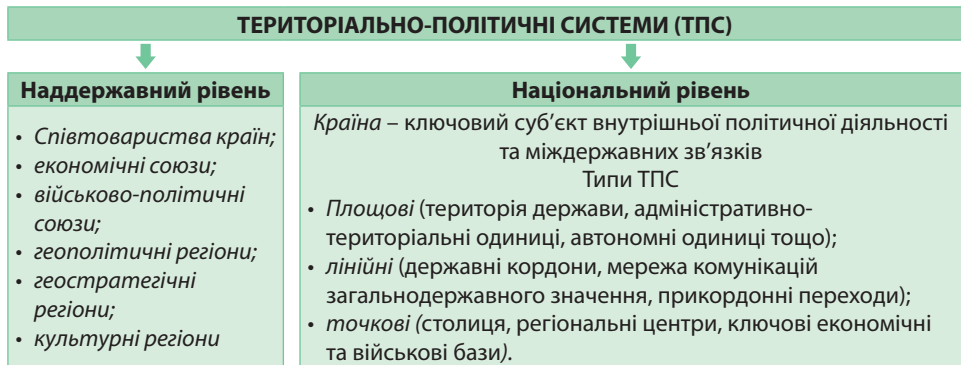 ТЕРИТОРІАЛЬНО-ПОЛІТИЧНІ СИСТЕМИ (ТПС)
Наддержавний рівень
• Співтовариства країн;
• економічні союзи;
• військово-політичні
союзи;
• геополітичні регіони;
• геостратегічні
регіони;
• культурні регіони
Національний рівень
Країна – ключовий суб’єкт внутрішньої політичної діяльності
та міждержавних зв’язків
Типи ТПС
• Площові (територія держави, адміністративно-
територіальні одиниці, автономні одиниці тощо);
• лінійні (державні кордони, мережа комунікацій
загальнодержавного значення, прикордонні переходи);
• точкові (столиця, регіональні центри, ключові економічні
та військові бази).